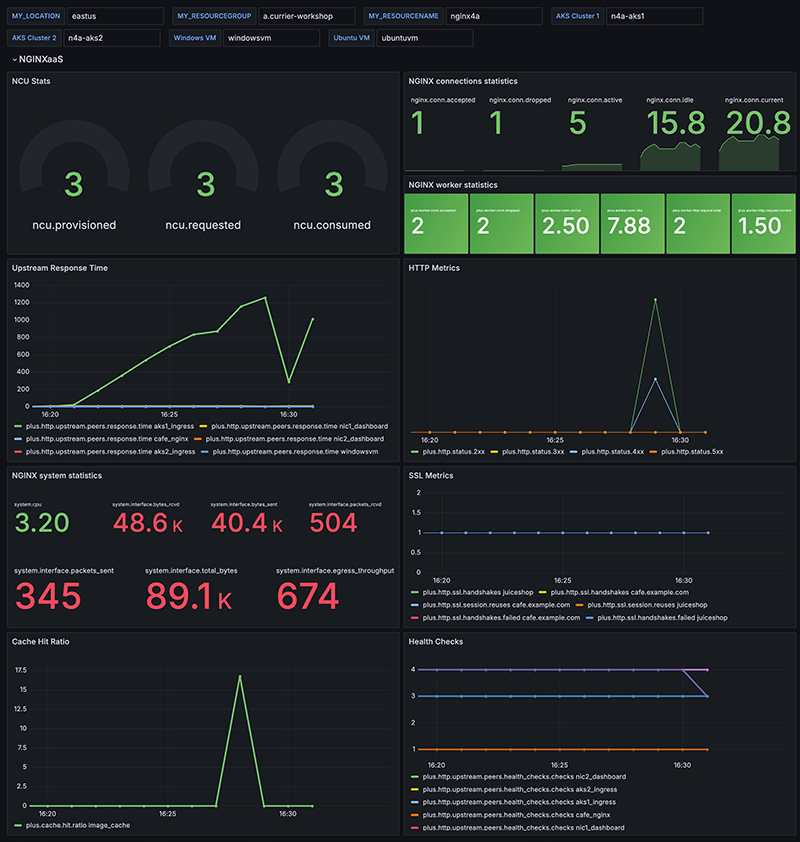 MY_LOCATION eastus MY_RESOURCEGROUP a.currier-workshop MY_RESOURCENAME nginx4a AKS Cluster 1 n4a-aks1
AKS Cluster 2 n4a-aks2 Windows VM windowsvm Ubuntu VM ubuntuvm
NGINXaaS
NCU Stats
3 3 3
ncu.provisioned ncu.requested ncu.consumed
NGINX connections statistics
nginx.conn.accepted nginx.conn.dropped nginx.conn.active nginx.conn.idle nginx.conn.current
1 1 5 15.8 20.8
NGINX worker statistics
plus.worker.conn.accepted plus.worker.conn.dropped plus.worker.conn.active plus.worker.conn.idle plus.worker.http.request.total plus.worker.http.request.current
2 2 2.50 7.88 2 1.50
Upstream Response Time
1400
1200
1000
800
600
400
200
0
16:20 16:25 16:30
plus.http.upstream.peers.response.time aks1_ingress plus.http.upstream.peers.response.time nic1_dashboard
plus.http.upstream.peers.response.time cafe_nginx plus.http.upstream.peers.response.time nic2_dashboard
plus.http.upstream.peers.response.time aks2_ingress plus.http.upstream.peers.response.time windowsvm
HTTP Metrics
16:20 16:25 16:30
plus.http.status.2xx plus.http.status.3xx plus.http.status.4xx plus.http.status.5xx
NGINX system statistics
system.cpu system.interface.bytes_rcvd system.interface.bytes_sent system.interface.packets_rcvd
3.20 48.6 K 40.4 K 504
system.interface.packets_sent system.interface.total_bytes system.interface.egress_throughput
345 89.1 K 674
SSL Metrics
2
1.5
1
0.5
0
16:20 16:25 16:30
plus.http.ssl.handshakes juiceshop plus.http.ssl.handshakes cafe.example.com
plus.http.ssl.session.reuses cafe.example.com plus.http.ssl.session.reuses juiceshop
plus.http.ssl.handshakes.failed cafe.example.com plus.http.ssl.handshakes.failed juiceshop
Cache Hit Ratio
17.5
15
12.5
10
7.5
5
2.5
0
16:20 16:25 16:30
plus.cache.hit.ratio image_cache
Health Checks
4
3
2
1
16:20 16:25 16:30
plus.http.upstream.peers.health_checks.checks nic2_dashboard
plus.http.upstream.peers.health_checks.checks aks2_ingress
plus.http.upstream.peers.health_checks.checks aks1_ingress
plus.http.upstream.peers.health_checks.checks cafe_nginx
plus.http.upstream.peers.health_checks.checks nic1_dashboard